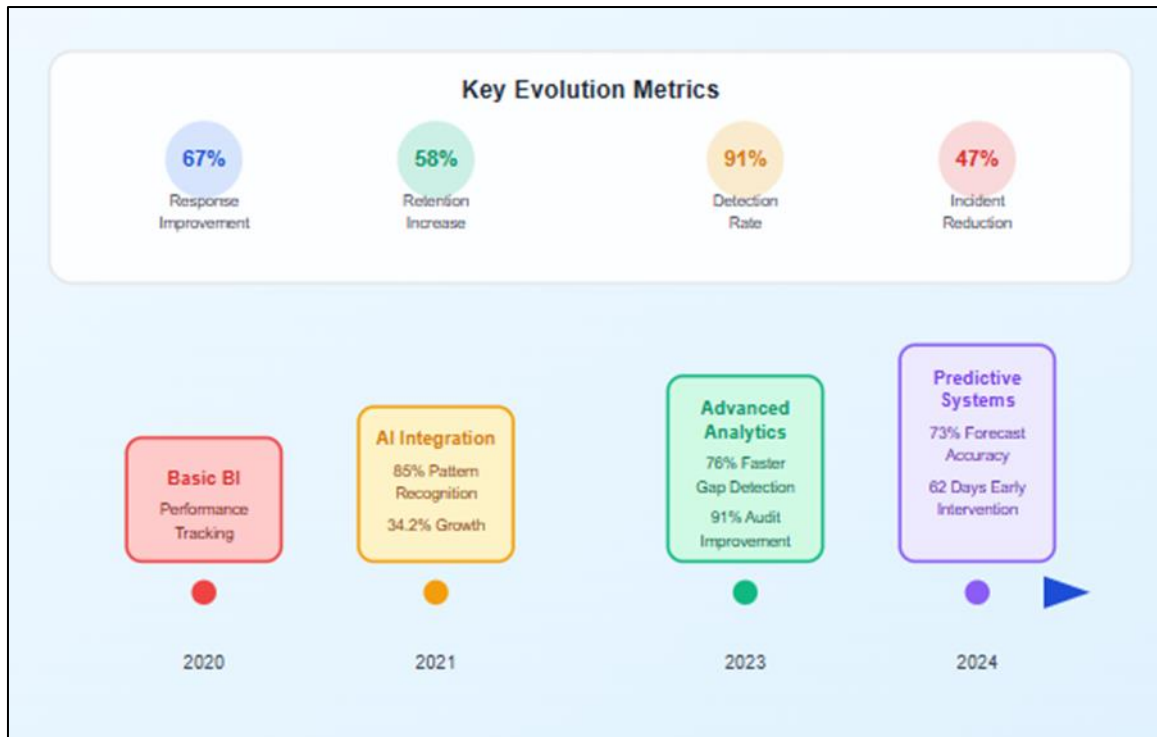 Key Evolution Metrics
67%
58%
91%
47%
Response
Improvement
Retention
Increase
Detection
Rate
Incident
Reduction
Basic BI
Performance
Tracking
AI Integration
85% Pattern
Recognition
34.2% Growth
Advanced
Analytics
76% Faster
Gap Detection
91% Audit
Improvement
Predictive
Systems
73% Forecast
Accuracy
62 Days Early
Intervention
2020
2021
2023
2024